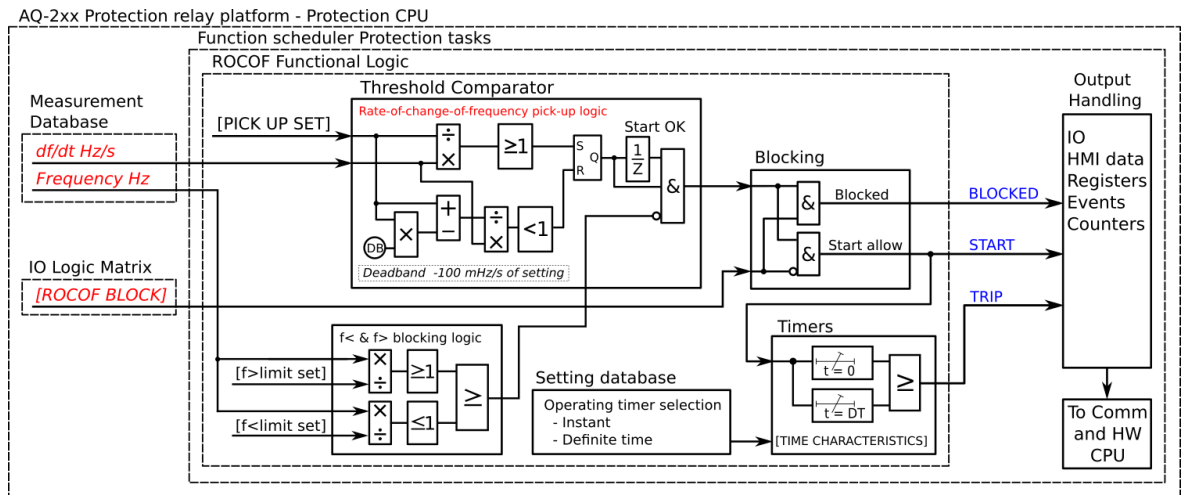 AQ-2xx Protection relay platform - Protection CPU
Function scheduler Protection tasks
ROCOF Functional Logic
Measurement
Database
df/dt Hz/s
Frequency Hz
IO Logic Matrix
[ROCOF BLOCK]
[PICK UP SET]
Threshold Comparator
Rate-of-change-of-frequency pick-up logic
÷
×
≥1
S
R
Q
Start OK
1
Z
&
DB
×
+
−
÷
×
<1
Deadband -100 mHz/s of setting
Blocking
&
Blocked
&
Start allow
BLOCKED
START
TRIP
Output
Handling
IO
HMI data
Registers
Events
Counters
To Comm
and HW
CPU
f< & f> blocking logic
[f>limit set]
×
÷
≥1
[f<limit set]
×
÷
≤1
≥
Setting database
Operating timer selection
- Instant
- Definite time
Timers
t = 0
t = DT
≥
[TIME CHARACTERISTICS]